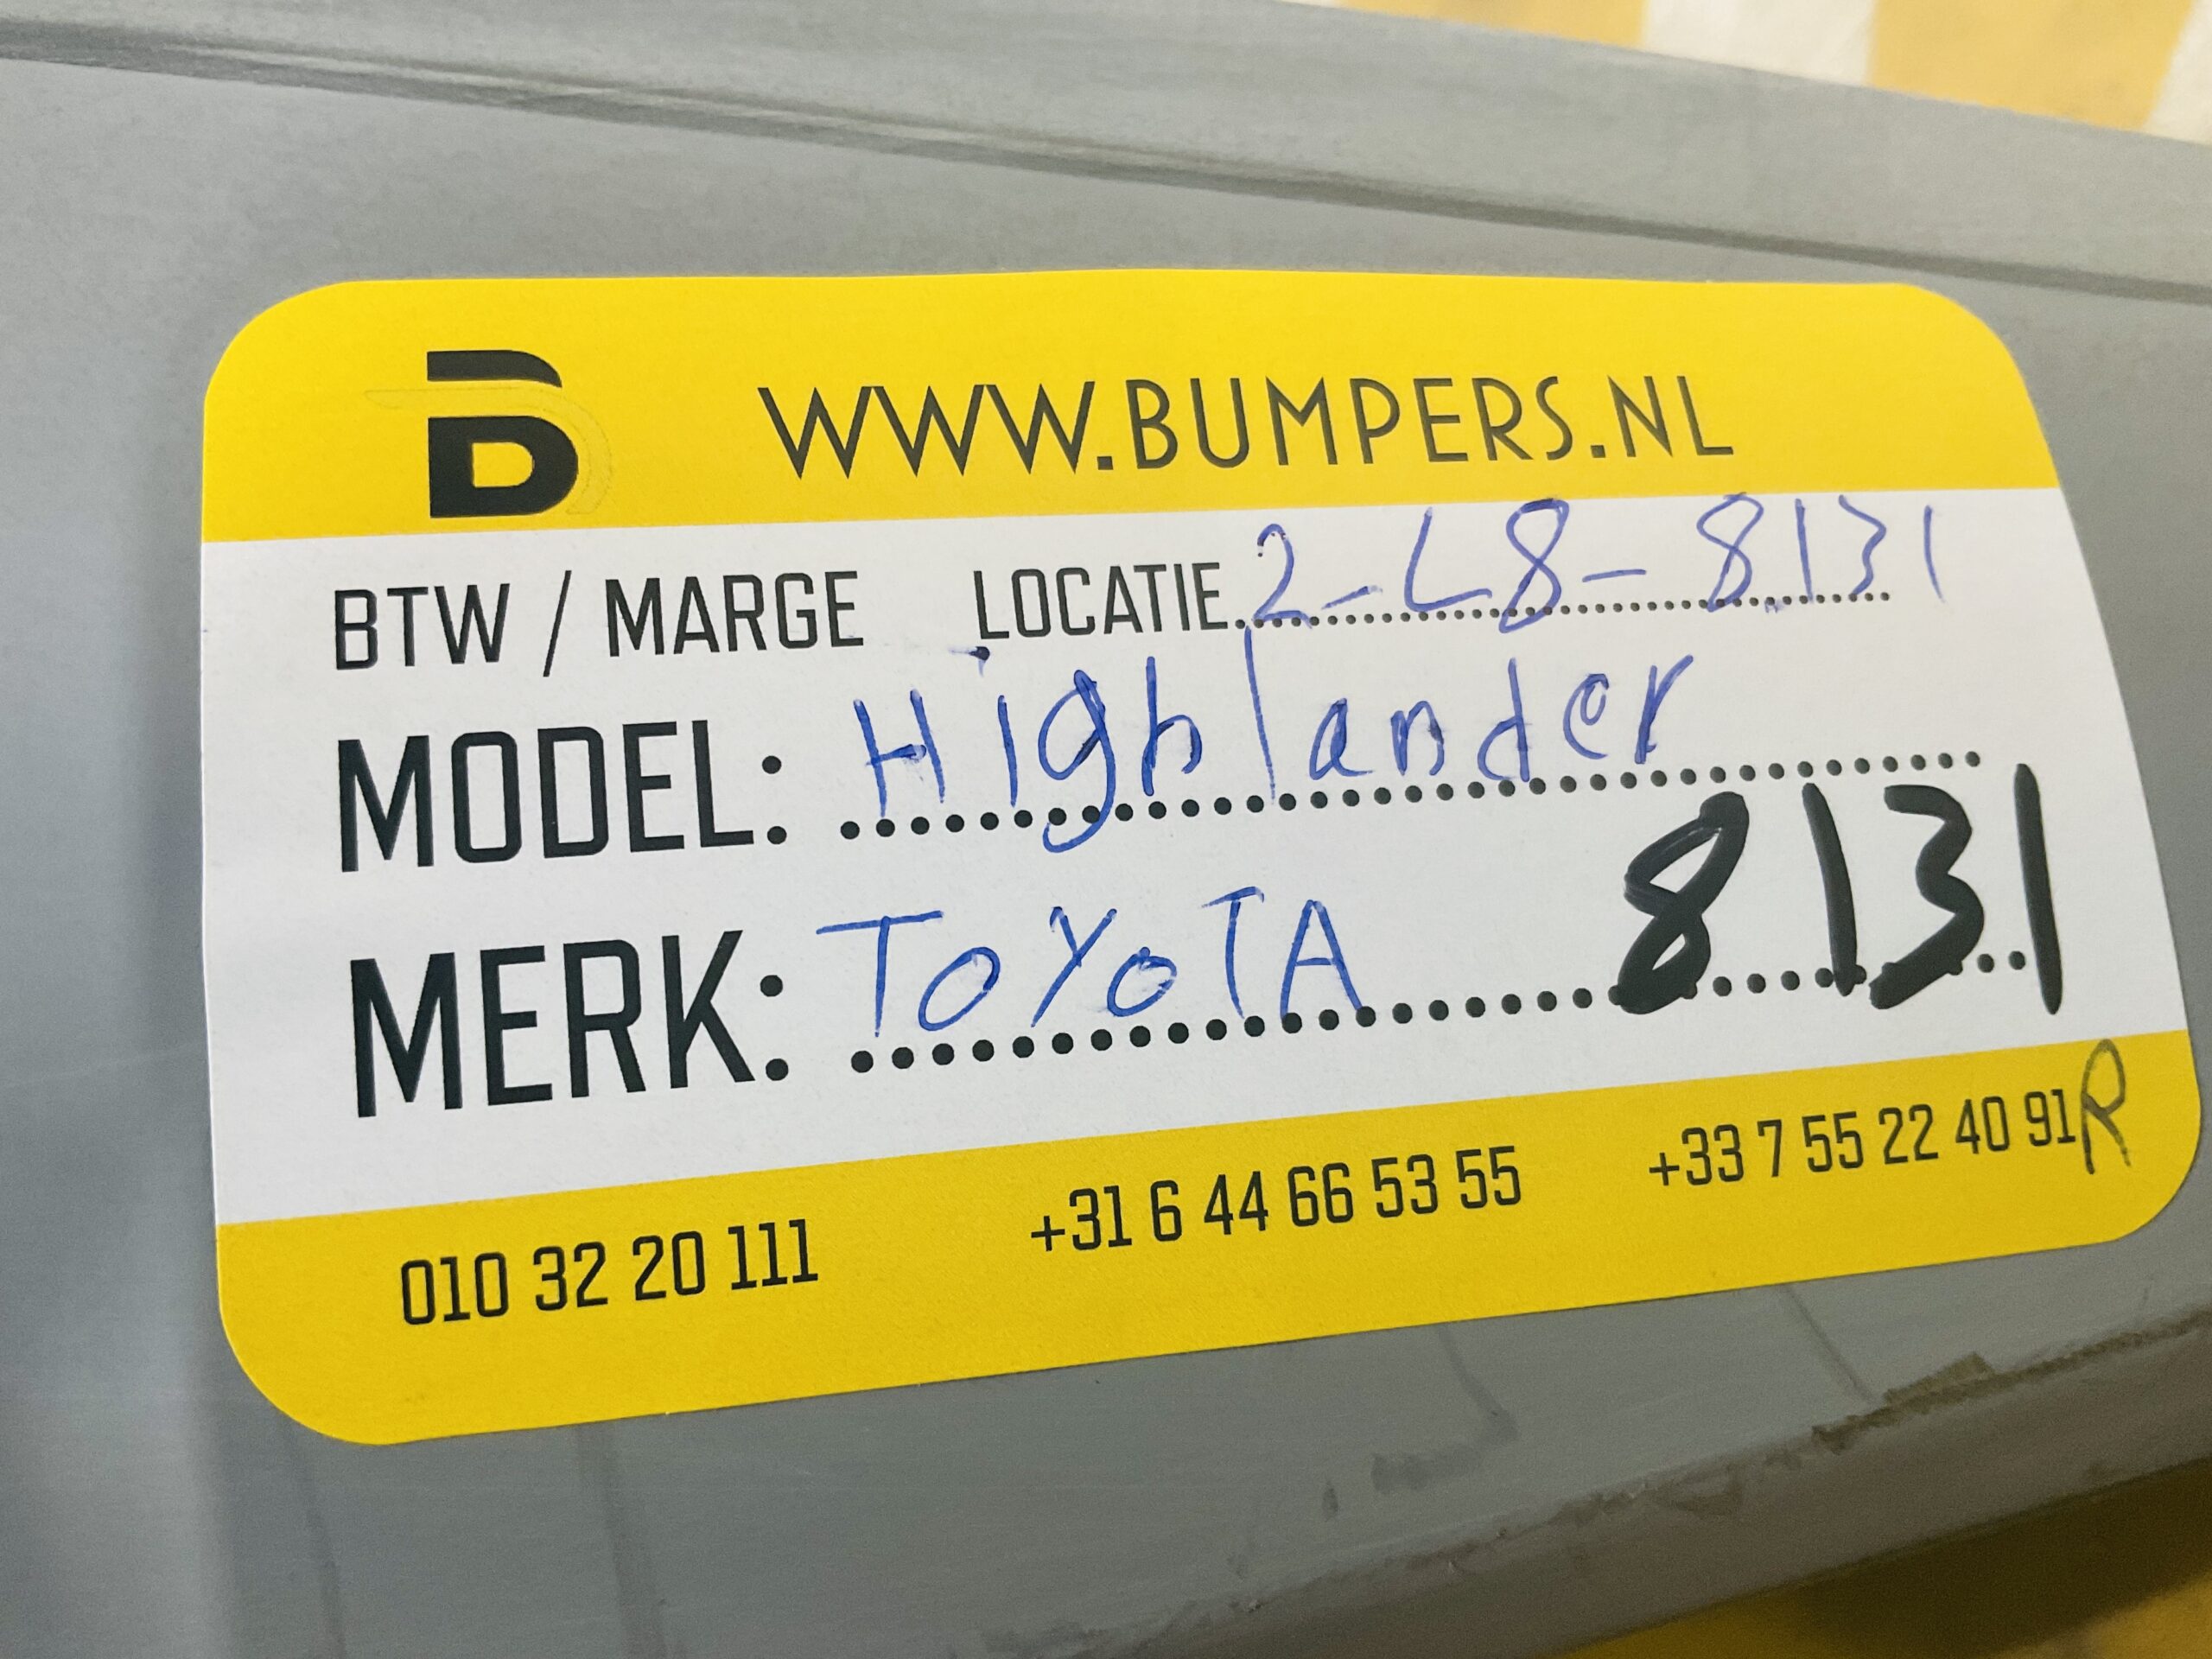 B WWW.BUMPERS.NL
BTW / MARGE LOCATIE 2-L8-8131
MODEL: Highlander
MERK: ToYoTA 8131
010 32 20 111 +31 6 44 66 53 55 +33 7 55 22 40 91 R